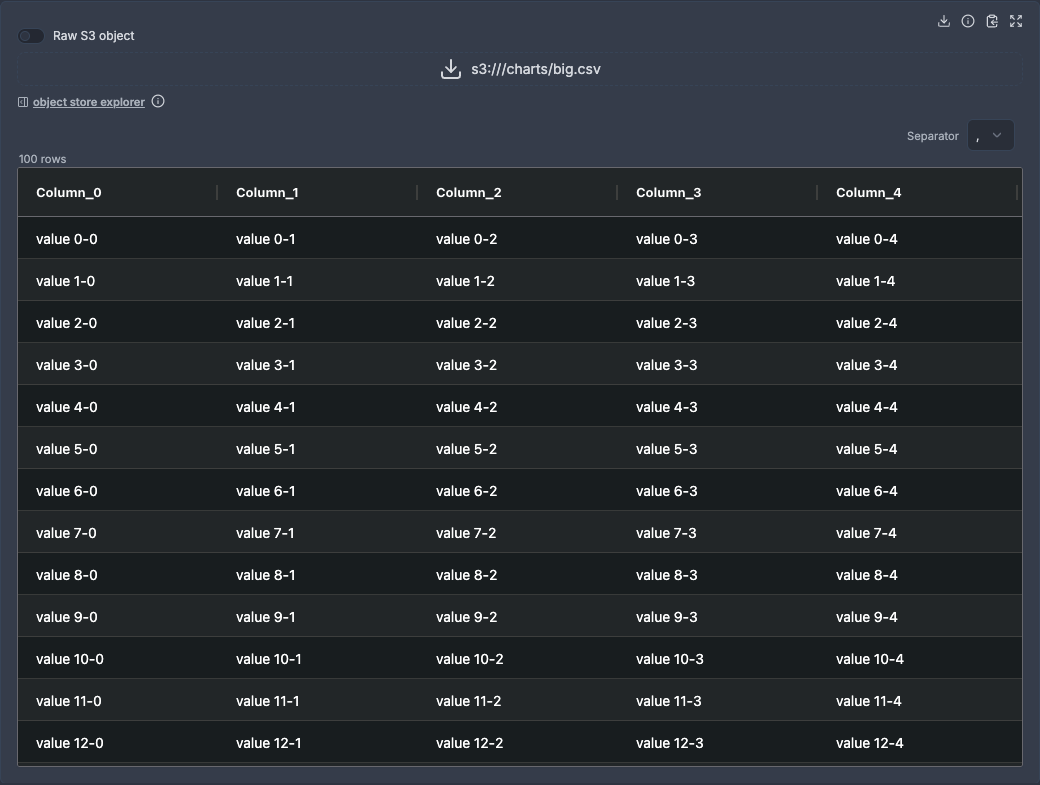 Raw S3 object
s3:///charts/big.csv
object store explorer
Separator ,
100 rows
Column_0 Column_1 Column_2 Column_3 Column_4
value 0-0 value 0-1 value 0-2 value 0-3 value 0-4
value 1-0 value 1-1 value 1-2 value 1-3 value 1-4
value 2-0 value 2-1 value 2-2 value 2-3 value 2-4
value 3-0 value 3-1 value 3-2 value 3-3 value 3-4
value 4-0 value 4-1 value 4-2 value 4-3 value 4-4
value 5-0 value 5-1 value 5-2 value 5-3 value 5-4
value 6-0 value 6-1 value 6-2 value 6-3 value 6-4
value 7-0 value 7-1 value 7-2 value 7-3 value 7-4
value 8-0 value 8-1 value 8-2 value 8-3 value 8-4
value 9-0 value 9-1 value 9-2 value 9-3 value 9-4
value 10-0 value 10-1 value 10-2 value 10-3 value 10-4
value 11-0 value 11-1 value 11-2 value 11-3 value 11-4
value 12-0 value 12-1 value 12-2 value 12-3 value 12-4